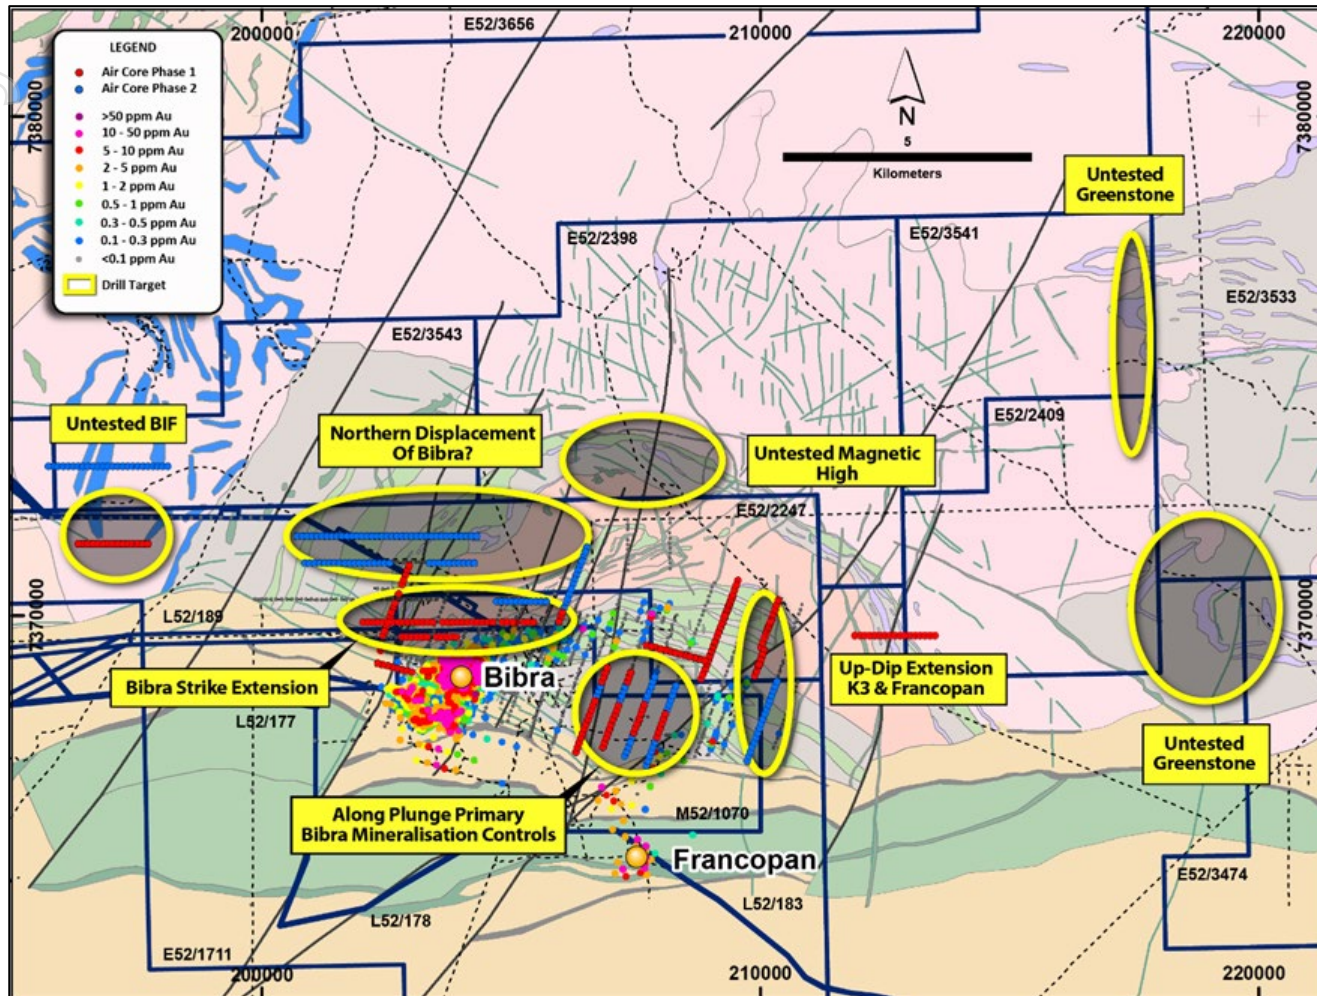 E52/3656
200000
210000
220000
LEGEND
Air Core Phase 1
Air Core Phase 2
>50 ppm Au
10 - 50 ppm Au
5 - 10 ppm Au
2 - 5 ppm Au
1 - 2 ppm Au
0.5 - 1 ppm Au
0.3 - 0.5 ppm Au
0.1 - 0.3 ppm Au
<0.1 ppm Au
Drill Target
7380000
N
5
Kilometers
7380000
Untested
Greenstone
E52/2398
E52/3541
E52/3533
E52/3543
E52/2409
Untested BIF
Northern Displacement
Of Bibra?
Untested Magnetic
High
E52/2247
7370000
L52/189
7370000
Bibra Strike Extension
Bibra
Up-Dip Extension
K3 & Francopan
L52/177
Untested
Greenstone
Along Plunge Primary
Bibra Mineralisation Controls
M52/1070
Francopan
E52/3474
L52/183
L52/178
E52/1711
200000
210000
220000